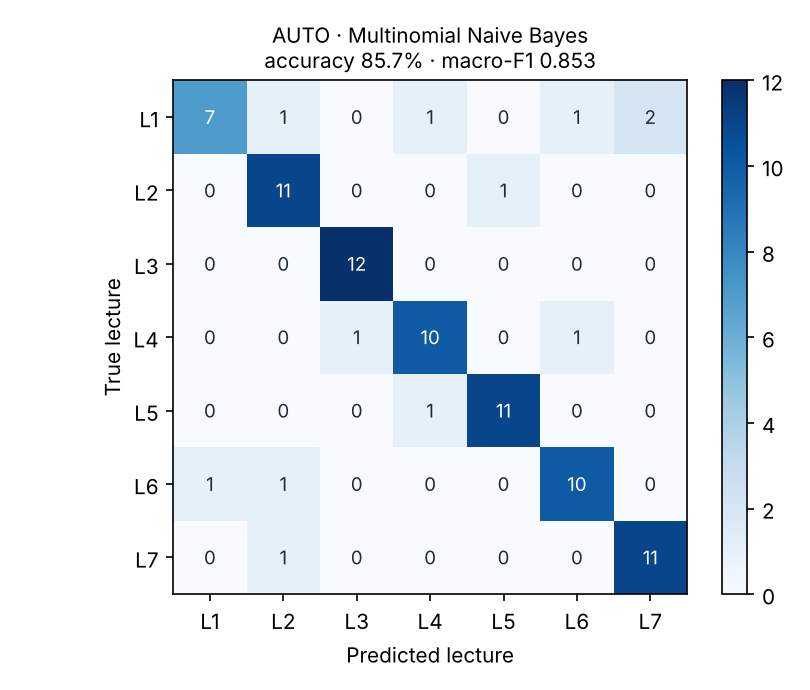 AUTO · Multinomial Naive Bayes
accuracy 85.7% · macro-F1 0.853
L1 7 1 0 1 0 1 2
L2 0 11 0 0 1 0 0
L3 0 0 12 0 0 0 0
L4 0 0 1 10 0 1 0
L5 0 0 0 1 11 0 0
L6 1 1 0 0 0 10 0
L7 0 1 0 0 0 0 11
L1 L2 L3 L4 L5 L6 L7
Predicted lecture
True lecture
12
10
8
6
4
2
0